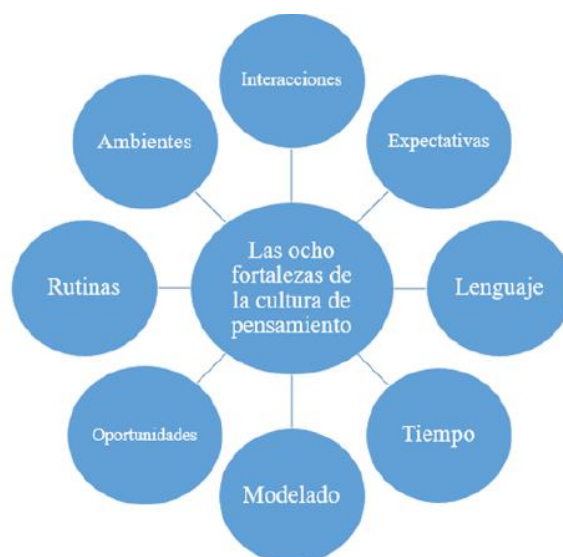 Interacciones
Expectativas
Lenguaje
Tiempo
Modelado
Oportunidades
Rutinas
Ambientes
Las ocho
fortalezas de
la cultura de
pensamiento